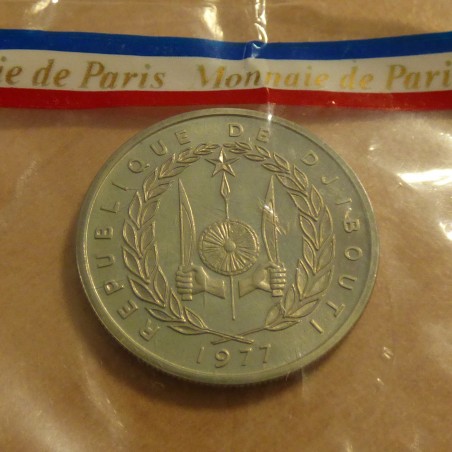 ie de Paris Monnaie de Pari
REPUBLIQUE DE DJIBOUTI
1977